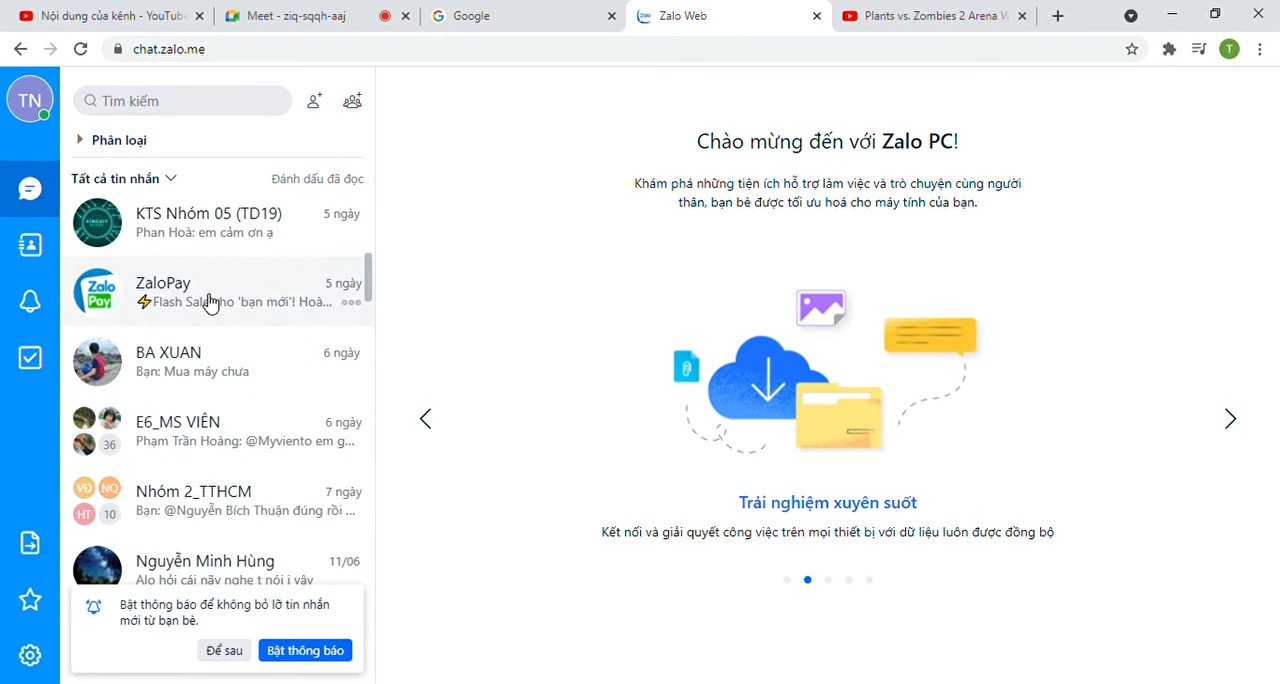 Nội dung của kênh - YouTube
Meet - ziq-sqqh-aaj
Google
Zalo Web
Plants vs. Zombies 2 Arena W
chat.zalo.me
T
TN
Tìm kiếm
Phân loại
Tất cả tin nhắn
Đánh dấu đã đọc
KTS Nhóm 05 (TD19)
5 ngày
Phan Hoà: em cảm ơn ạ
ZaloPay
5 ngày
⚡Flash Sale cho 'bạn mới'! Hoà...
BA XUAN
6 ngày
Bạn: Mua máy chưa
E6_MS VIÊN
6 ngày
36
Phạm Trần Hoàng: @Myviento em g...
VĐ
NQ
HT
10
Nhóm 2_TTHCM
7 ngày
Bạn: @Nguyễn Bích Thuận đúng rồi ...
Nguyễn Minh Hùng
11/06
Alo hỏi cái nãy nghe t nói j vậy
Bật thông báo để không bỏ lỡ tin nhắn
mới từ bạn bè.
Để sau
Bật thông báo
Chào mừng đến với Zalo PC!
Khám phá những tiện ích hỗ trợ làm việc và trò chuyện cùng người
thân, bạn bè được tối ưu hoá cho máy tính của bạn.
Trải nghiệm xuyên suốt
Kết nối và giải quyết công việc trên mọi thiết bị với dữ liệu luôn được đồng bộ